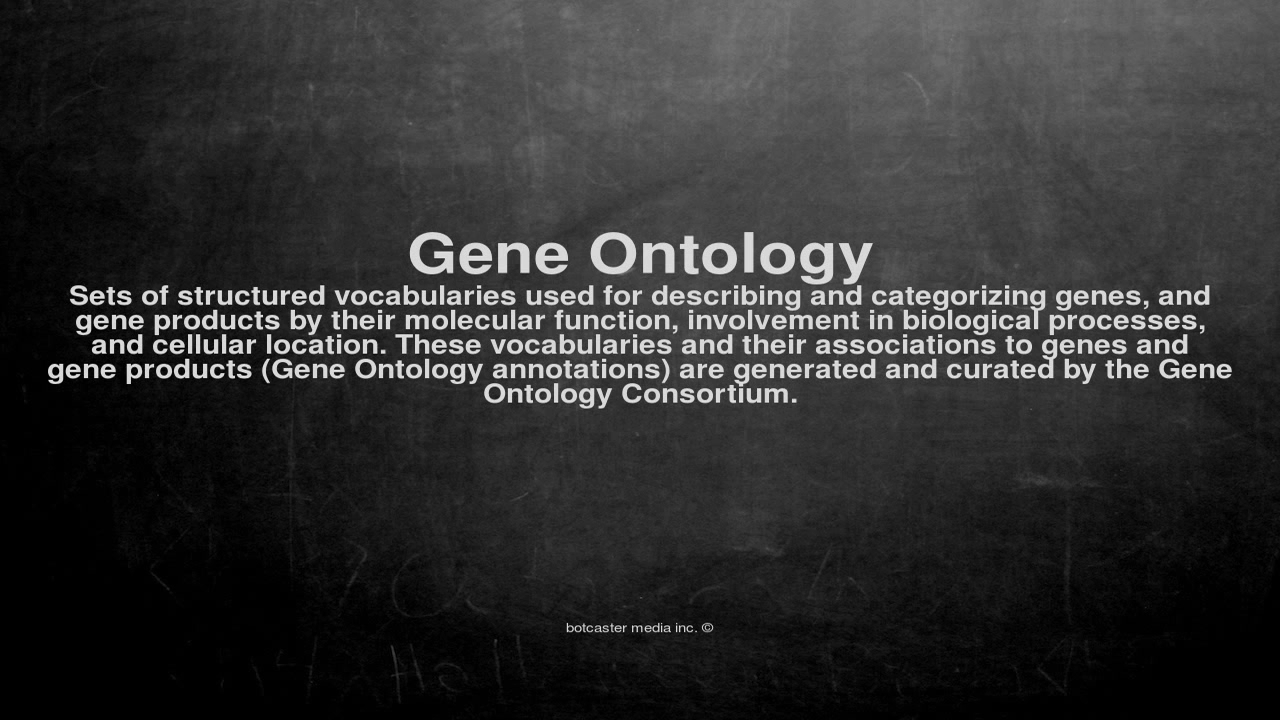 Gene Ontology
Sets of structured vocabularies used for describing and categorizing genes, and
gene products by their molecular function, involvement in biological processes,
and cellular location. These vocabularies and their associations to genes and
gene products (Gene Ontology annotations) are generated and curated by the Gene
Ontology Consortium.
botcaster media inc. ©